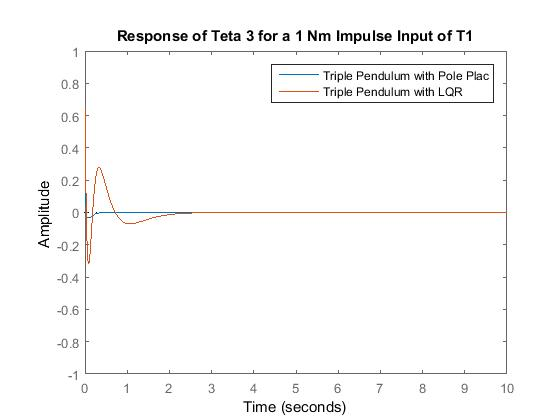 Response of Teta 3 for a 1 Nm Impulse Input of T1
Triple Pendulum with Pole Plac
Triple Pendulum with LQR
Amplitude
1
0.8
0.6
0.4
0.2
0
-0.2
-0.4
-0.6
-0.8
-1
0 1 2 3 4 5 6 7 8 9 10
Time (seconds)